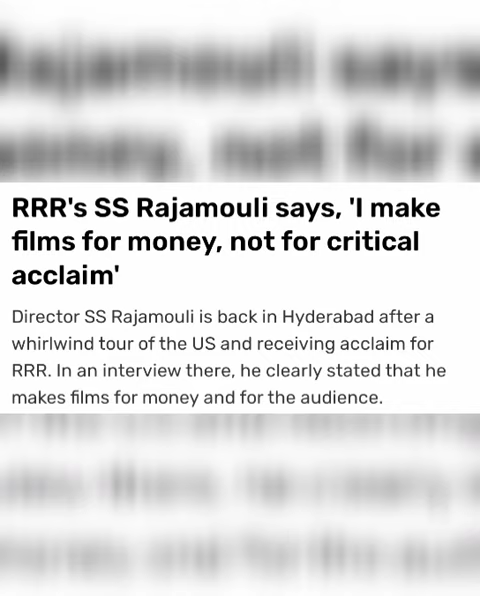 RRR's SS Rajamouli says, 'I make
films for money, not for critical
acclaim'
Director SS Rajamouli is back in Hyderabad after a
whirlwind tour of the US and receiving acclaim for
RRR. In an interview there, he clearly stated that he
makes films for money and for the audience.